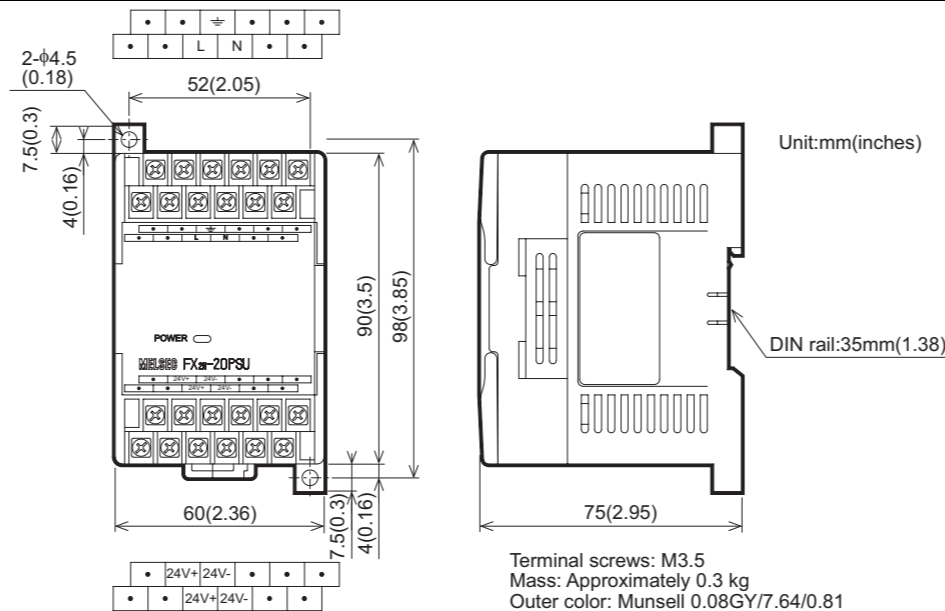 • • ⏚ • • • •
• • L N • • •
2-ϕ4.5
(0.18)
52(2.05)
7.5(0.3)
4(0.16)
Unit:mm(inches)
• • ⏚ • • • •
• • L N • •
90(3.5)
98(3.85)
POWER
MELSEC FX2N-20PSU
• 24V+ 24V- • • • •
• • 24V+ 24V- • • •
DIN rail:35mm(1.38)
60(2.36)
7.5(0.3)
4(0.16)
75(2.95)
• 24V+ 24V- • • •
• • 24V+ 24V- • • •
Terminal screws: M3.5
Mass: Approximately 0.3 kg
Outer color: Munsell 0.08GY/7.64/0.81